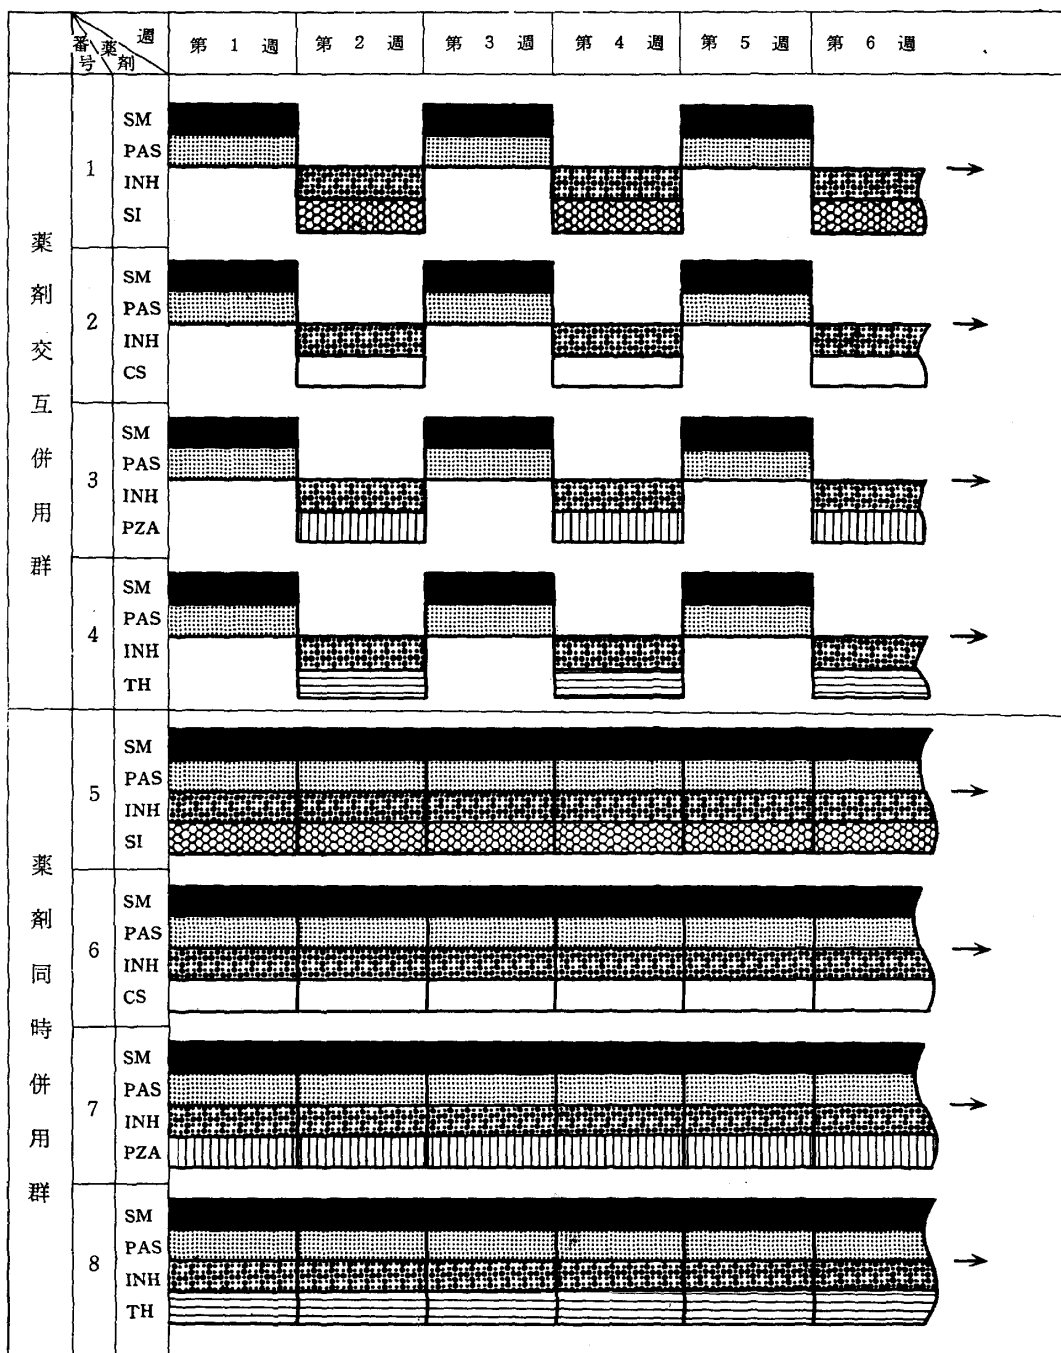 番号 薬剤 週 第1週 第2週 第3週 第4週 第5週 第6週
薬剤交互併用群
1
SM
PAS
INH
SI
2
SM
PAS
INH
CS
3
SM
PAS
INH
PZA
4
SM
PAS
INH
TH
薬剤同時併用群
5
SM
PAS
INH
SI
6
SM
PAS
INH
CS
7
SM
PAS
INH
PZA
8
SM
PAS
INH
TH